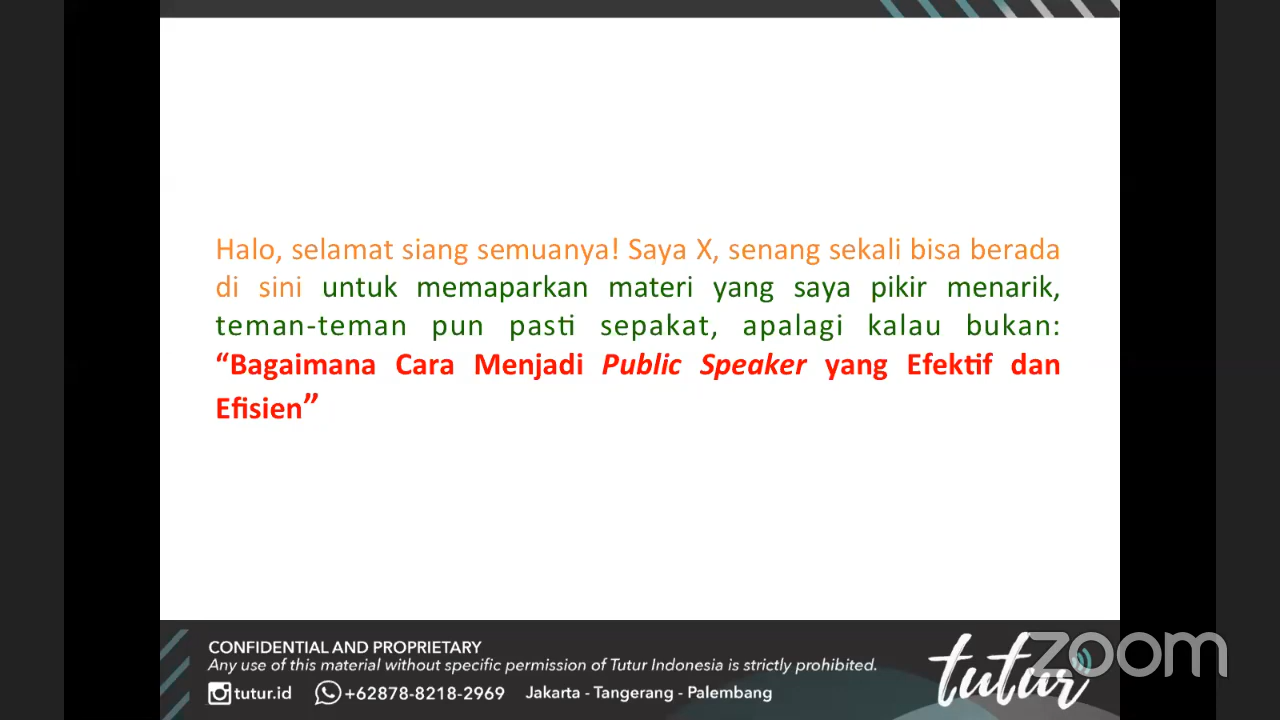 Halo, selamat siang semuanya! Saya X, senang sekali bisa berada
di sini untuk memaparkan materi yang saya pikir menarik,
teman-teman pun pasti sepakat, apalagi kalau bukan:
“Bagaimana Cara Menjadi Public Speaker yang Efektif dan
Efisien”
CONFIDENTIAL AND PROPRIETARY
Any use of this material without specific permission of Tutur Indonesia is strictly prohibited.
tutur.id +62878-8218-2969 Jakarta - Tangerang - Palembang
tutur
zoom